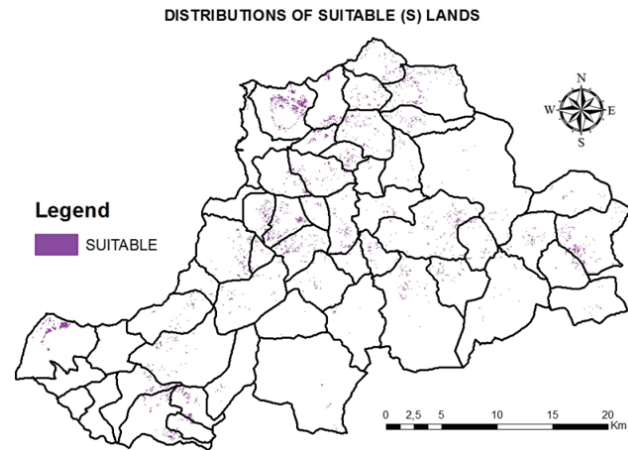 DISTRIBUTIONS OF SUITABLE (S) LANDS
N
W E
S
Legend
SUITABLE
0 2,5 5 10 15 20
Km